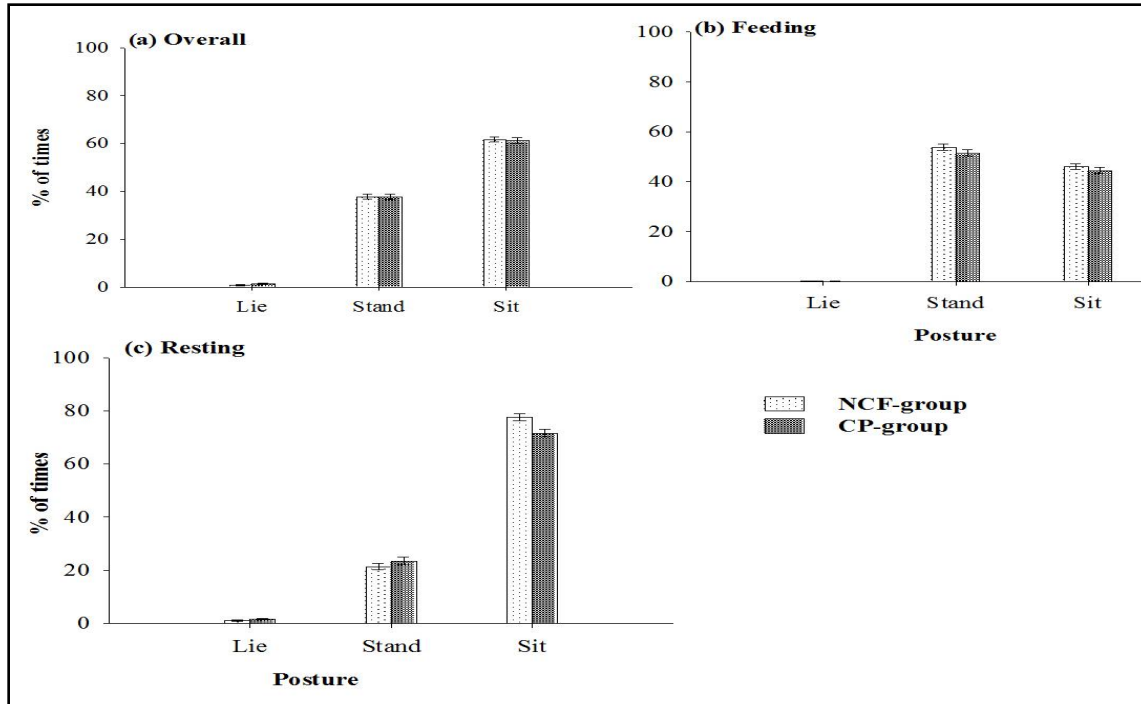 (a) Overall
% of times
100
80
60
40
20
0
Lie Stand Sit
(b) Feeding
100
80
60
40
20
0
Lie Stand Sit
Posture
(c) Resting
% of times
100
80
60
40
20
0
Lie Stand Sit
Posture
NCF-group
CP-group